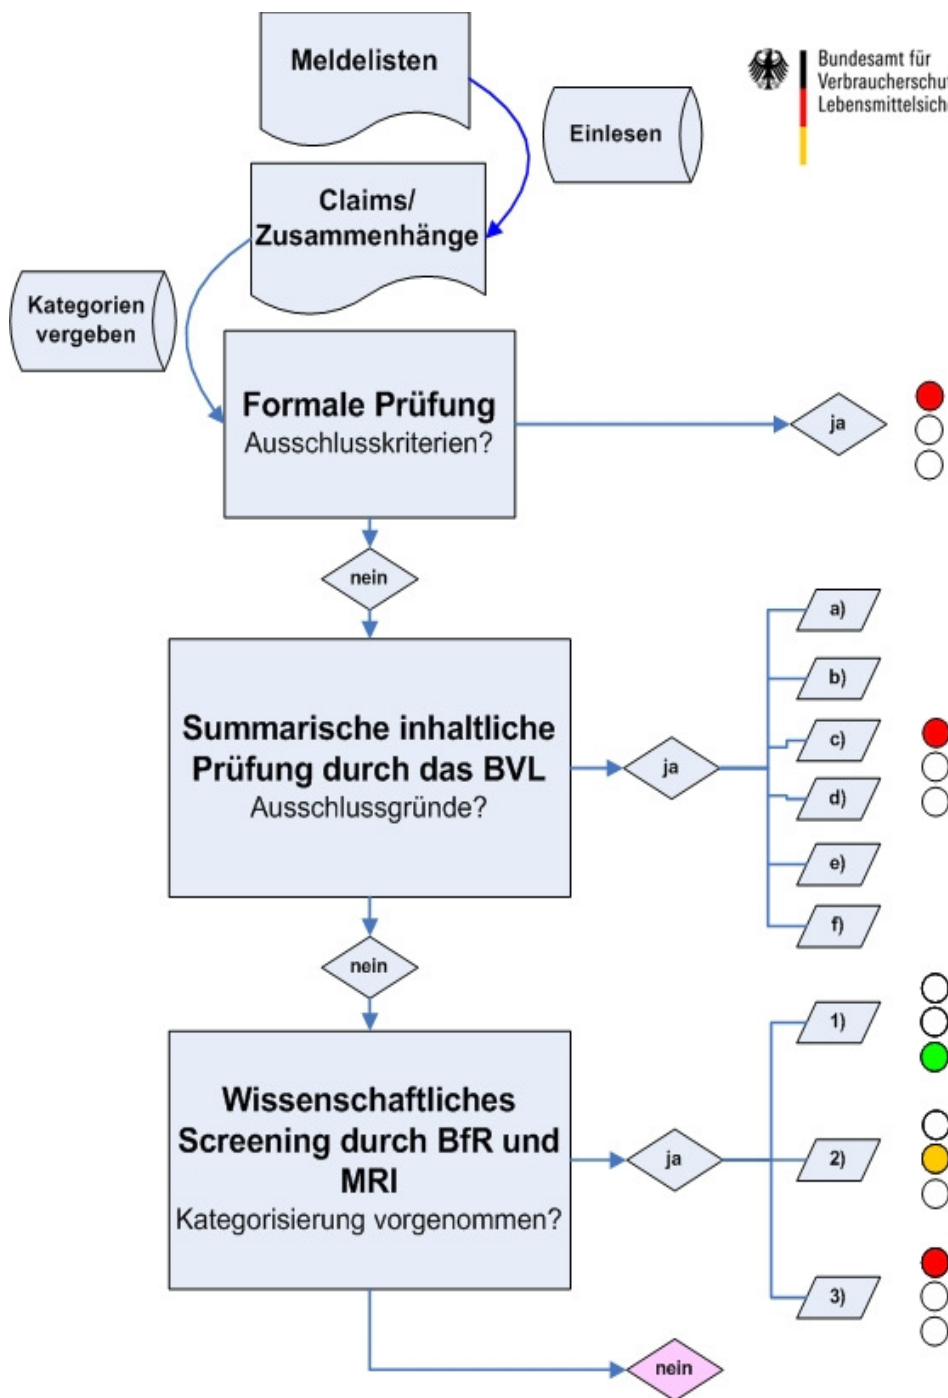 Meldelisten
Bundesamt für
Verbraucherschut
Lebensmittelsich
Einlesen
Claims/
Zusammenhänge
Kategorien
vergeben
Formale Prüfung
Ausschlusskriterien?
ja
nein
a)
b)
Summarische inhaltliche
Prüfung durch das BVL
Ausschlussgründe?
ja
c)
d)
e)
f)
nein
1)
Wissenschaftliches
Screening durch BfR und
MRI
Kategorisierung vorgenommen?
ja
2)
3)
nein